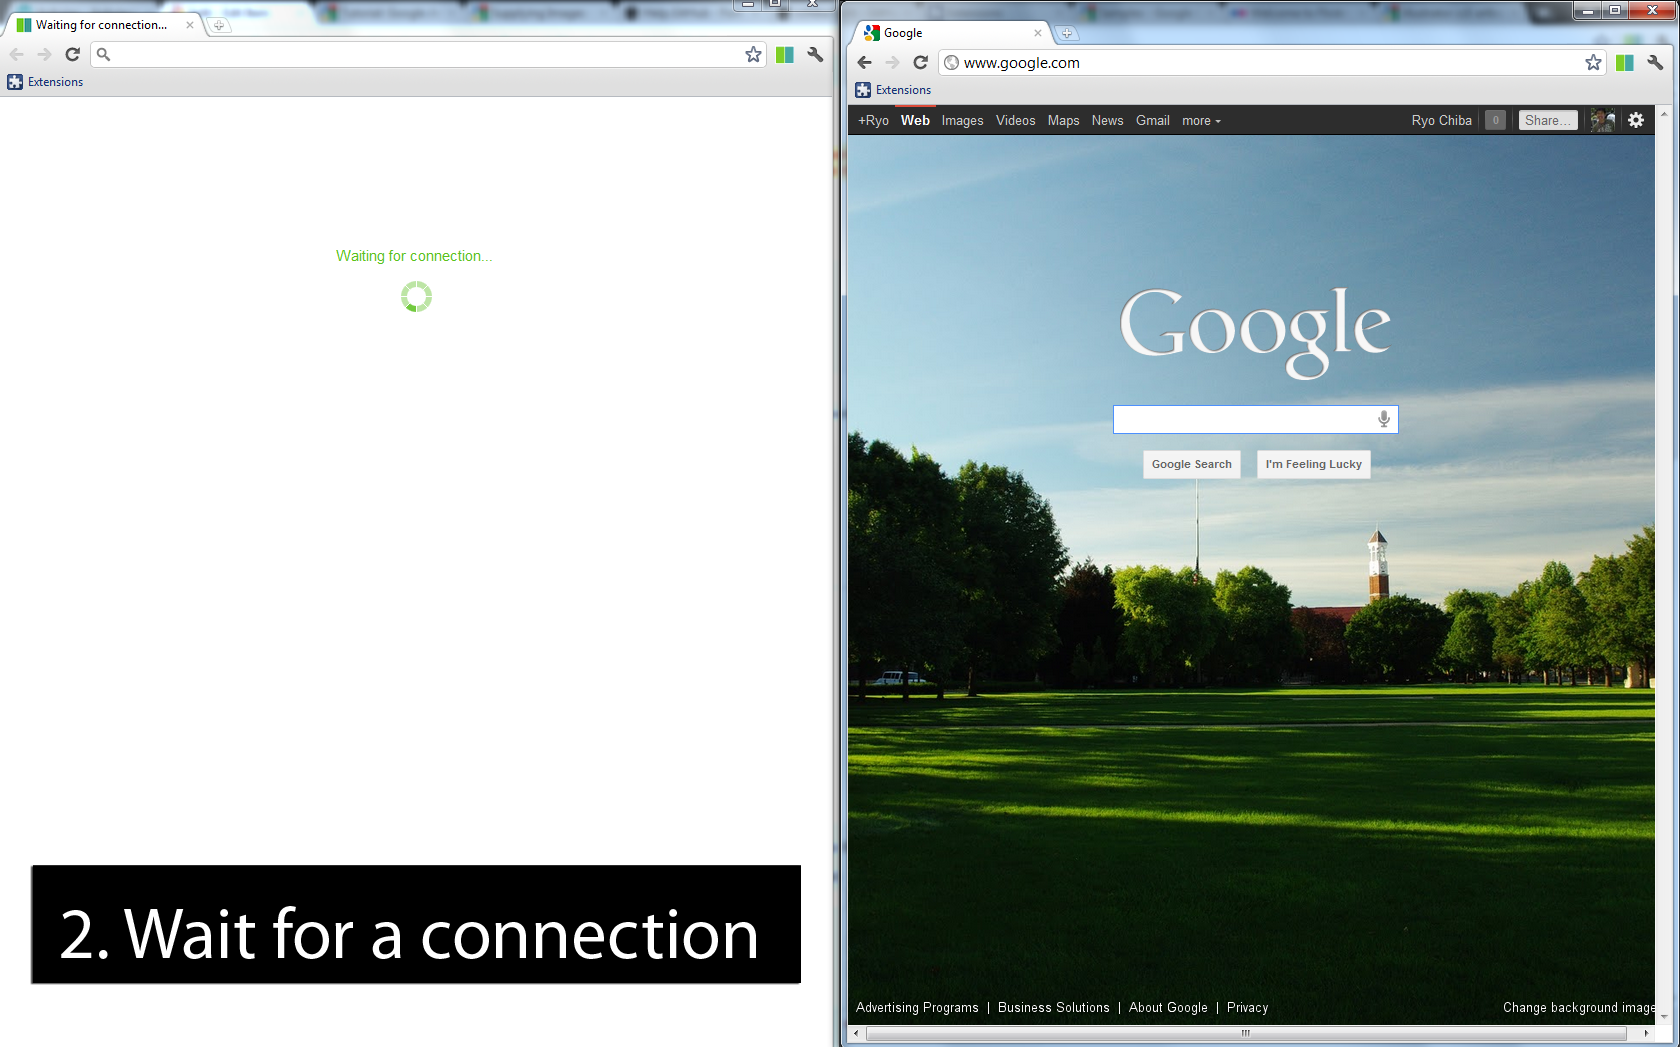 Waiting for connection...
Extensions
Waiting for connection...
2. Wait for a connection
Google
www.google.com
Extensions
+Ryo Web Images Videos Maps News Gmail more
Ryo Chiba 0 Share...
Google
Google Search I'm Feeling Lucky
Advertising Programs | Business Solutions | About Google | Privacy
Change background image